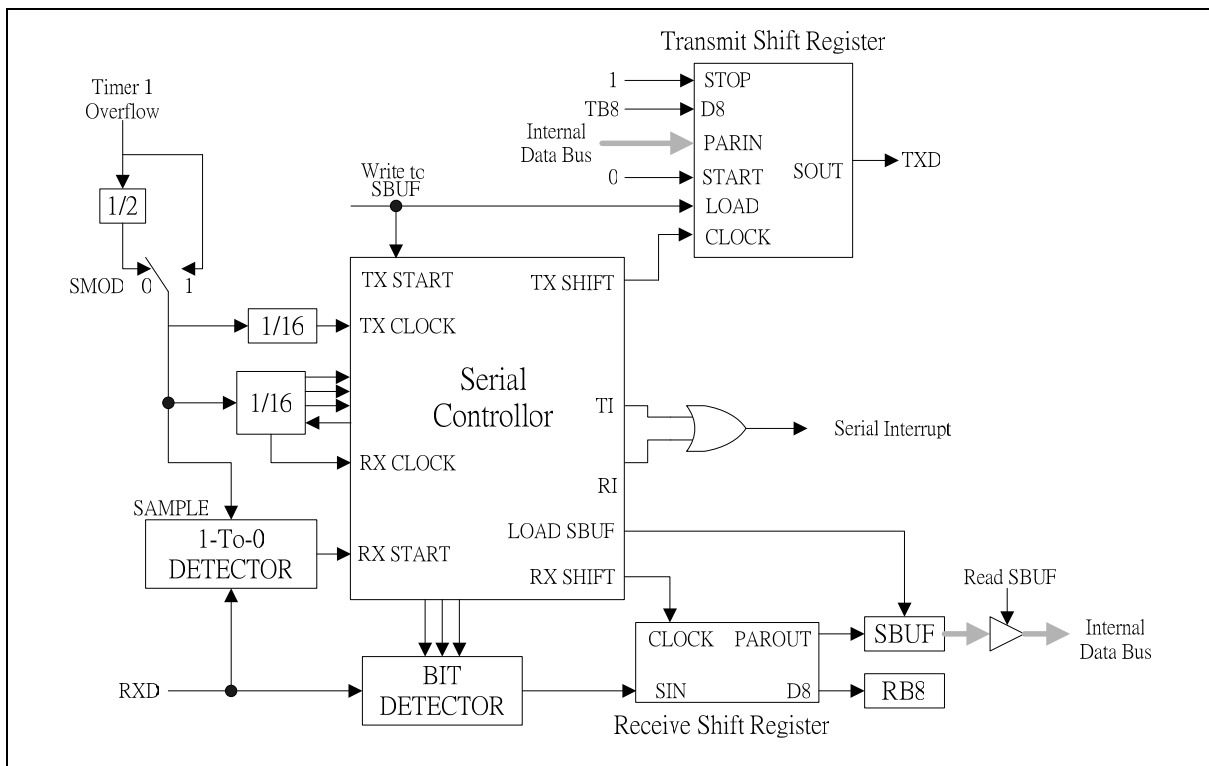 Transmit Shift Register
Timer 1
Overflow
1
STOP
TB8
D8
Internal
Data Bus
PARIN
SOUT
TXD
0
START
Write to
SBUF
LOAD
CLOCK
1/2
SMOD 0 1
TX START
TX SHIFT
1/16
TX CLOCK
Serial
Controllor
1/16
TI
Serial Interrupt
RX CLOCK
RI
SAMPLE
1-To-0
DETECTOR
RX START
LOAD SBUF
RX SHIFT
Read SBUF
CLOCK PAROUT
SBUF
Internal
Data Bus
RXD
BIT
DETECTOR
SIN D8
RB8
Receive Shift Register